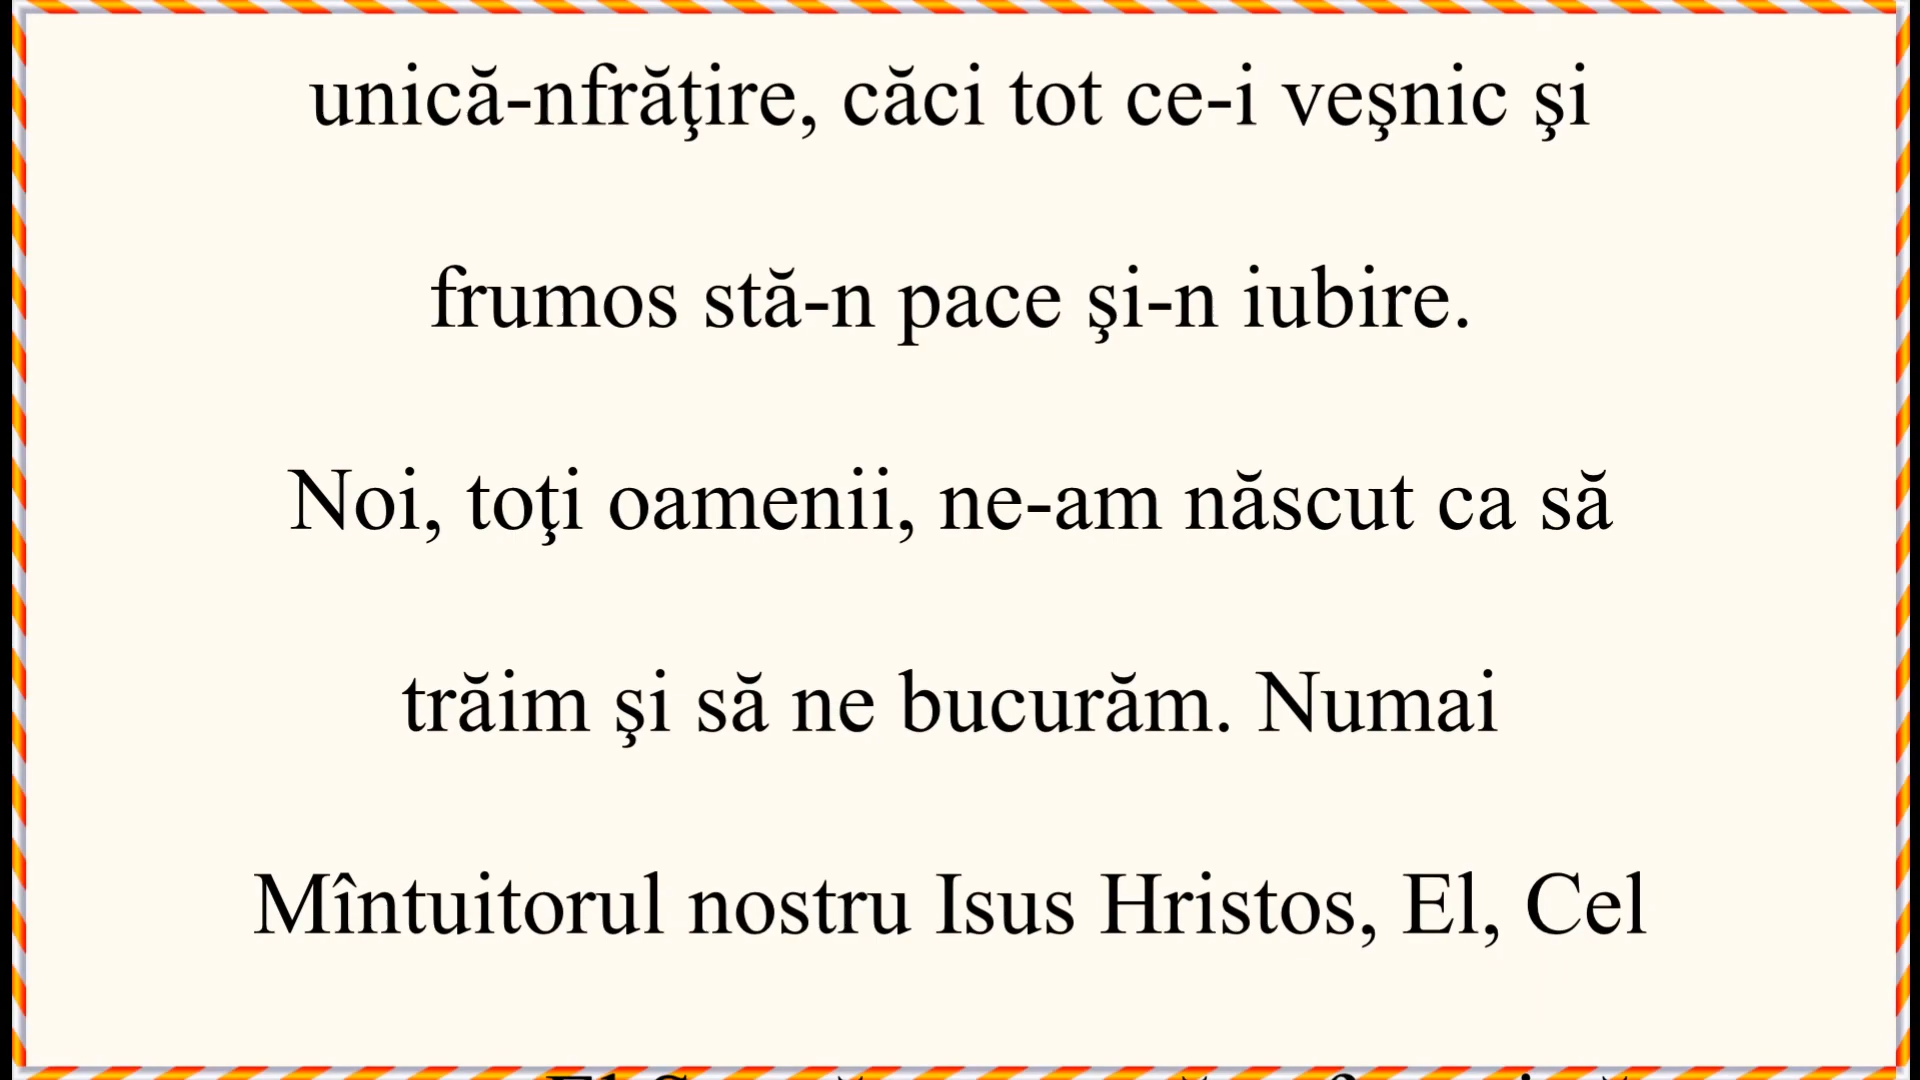 unică-nfrăţire, căci tot ce-i veşnic şi
frumos stă-n pace şi-n iubire.
Noi, toţi oamenii, ne-am născut ca să
trăim şi să ne bucurăm. Numai
Mîntuitorul nostru Isus Hristos, El, Cel